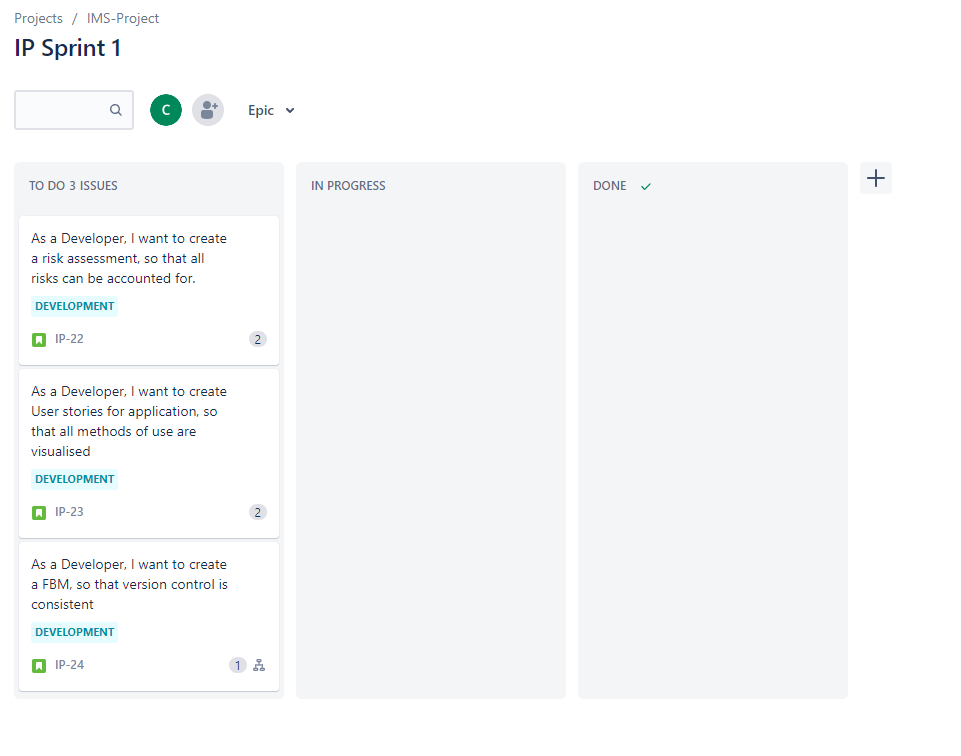 Projects / IMS-Project
IP Sprint 1
C
Epic
TO DO 3 ISSUES
As a Developer, I want to create
a risk assessment, so that all
risks can be accounted for.
DEVELOPMENT
IP-22 2
As a Developer, I want to create
User stories for application, so
that all methods of use are
visualised
DEVELOPMENT
IP-23 2
As a Developer, I want to create
a FBM, so that version control is
consistent
DEVELOPMENT
IP-24 1
IN PROGRESS
DONE